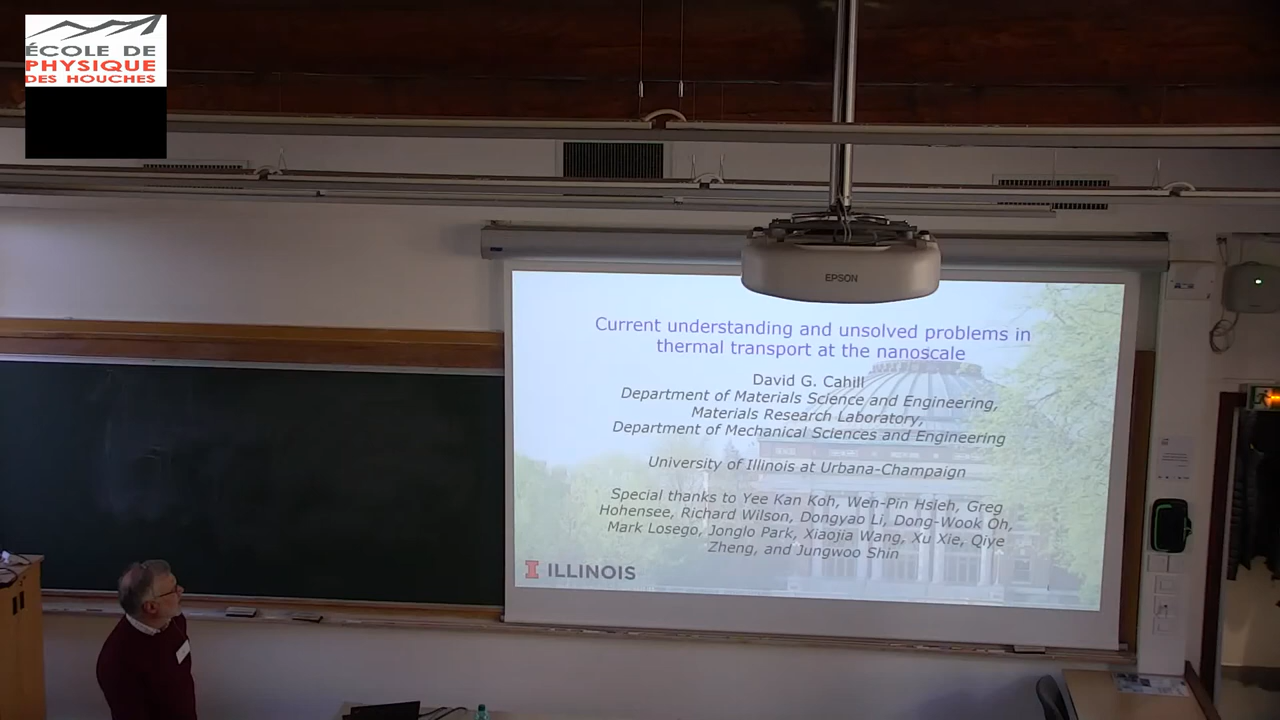 ÉCOLE DE
PHYSIQUE
DES HOUCHES
EPSON
Current understanding and unsolved problems in
thermal transport at the nanoscale
David G. Cahill
Department of Materials Science and Engineering,
Materials Research Laboratory,
Department of Mechanical Sciences and Engineering
University of Illinois at Urbana-Champaign
Special thanks to Yee Kan Koh, Wen-Pin Hsieh, Greg
Hohensee, Richard Wilson, Dongyao Li, Dong-Wook Oh,
Mark Losego, Jonglo Park, Xiaojia Wang, Xu Xie, Qiye
Zheng, and Jungwoo Shin
I ILLINOIS